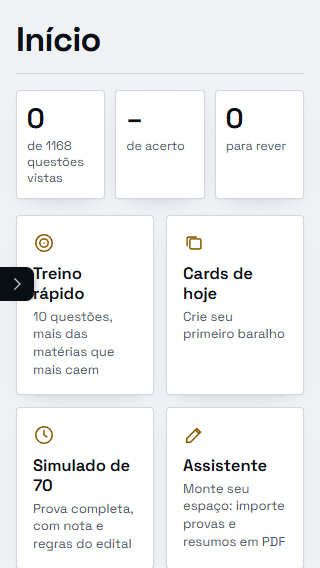 Início
0
de 1168
questões
vistas
–
de acerto
0
para rever
Treino
rápido
10 questões,
mais das
matérias que
mais caem
Cards de
hoje
Crie seu
primeiro baralho
Simulado de
70
Prova completa,
com nota e
regras do edital
Assistente
Monte seu
espaço: importe
provas e
resumos em PDF